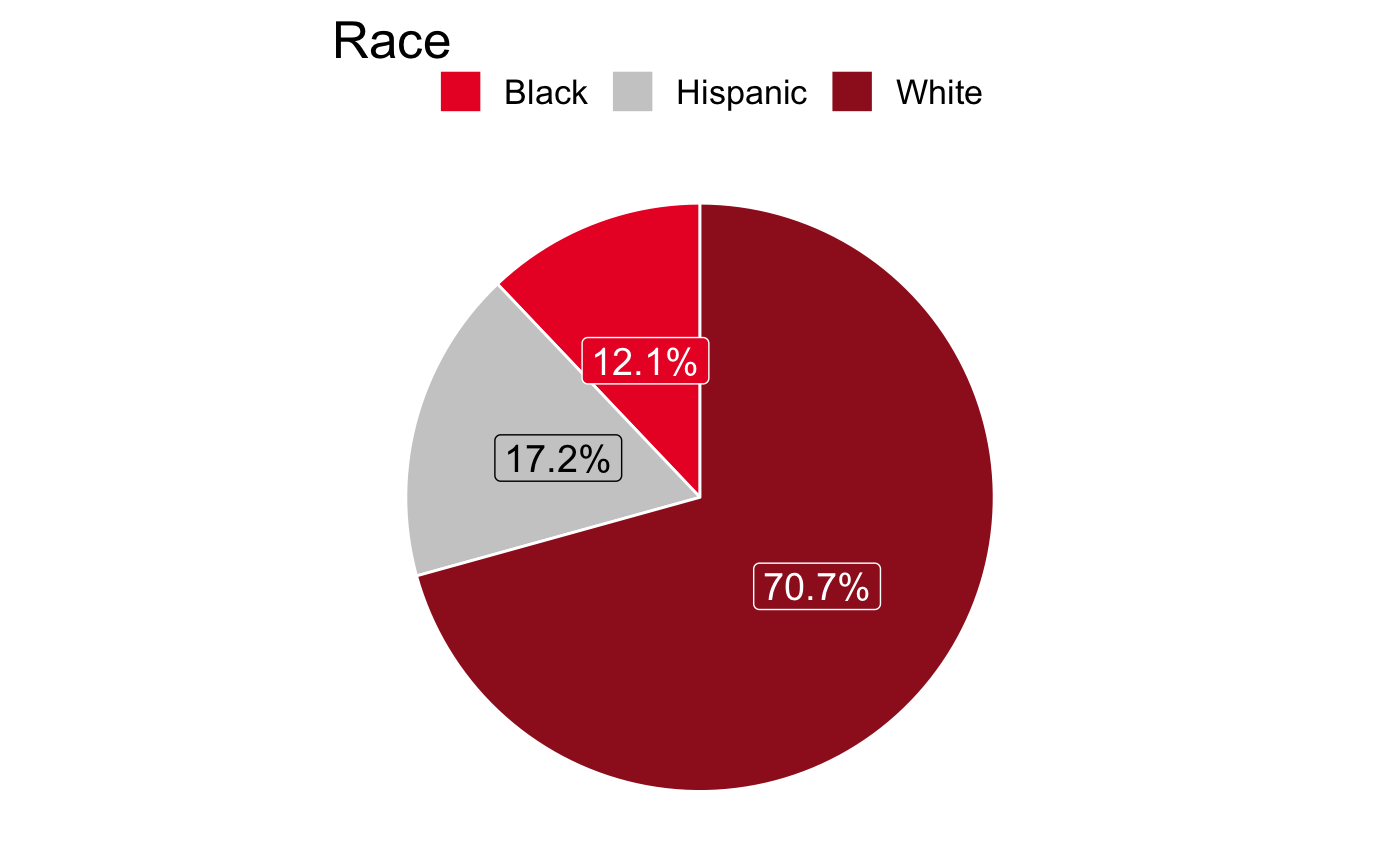 Race
Black Hispanic White
12.1%
17.2%
70.7%